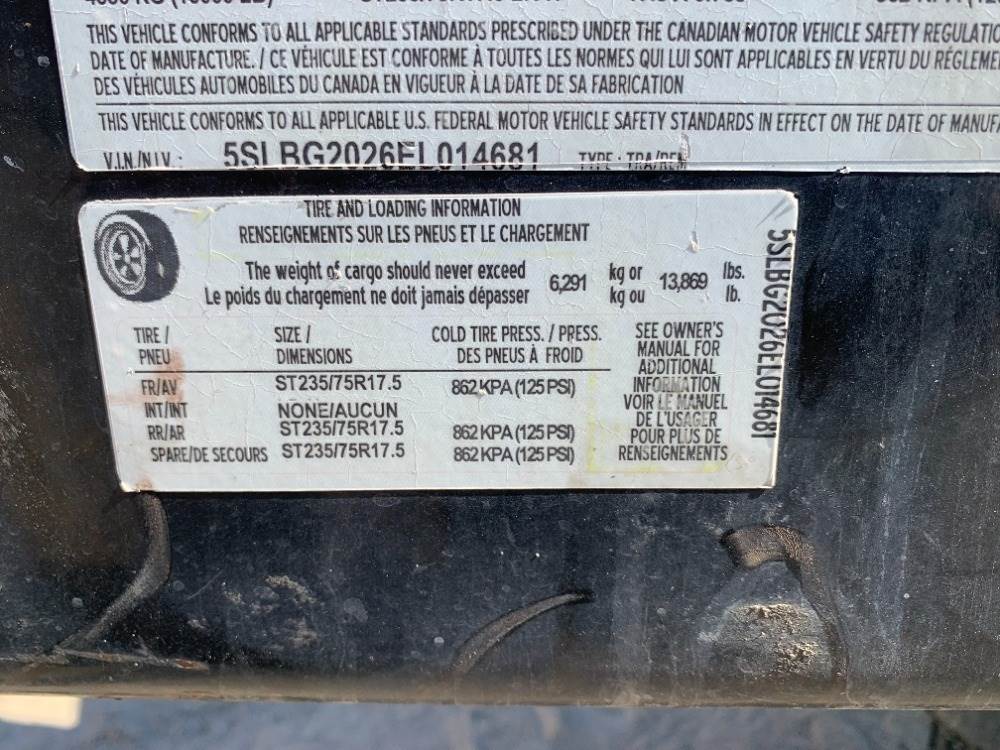 THIS VEHICLE CONFORMS TO ALL APPLICABLE STANDARDS PRESCRIBED UNDER THE CANADIAN MOTOR VEHICLE SAFETY
DATE OF MANUFACTURE. / CE VÉHICULE EST CONFORME À TOUTES LES NORMES QUI LUI SONT APPLICABLES EN VERTU DU
DES VÉHICULES AUTOMOBILES DU CANADA EN VIGUEUR À LA DATE DE SA FABRICATION
THIS VEHICLE CONFORMS TO ALL APPLICABLE U.S. FEDERAL MOTOR VEHICLE SAFETY STANDARDS IN EFFECT ON THE DATE OF
V.I.N./N.I.V.: 5SLBG2026EL014681 TYPE: TRA/REM
TIRE AND LOADING INFORMATION
RENSEIGNEMENTS SUR LES PNEUS ET LE CHARGEMENT
The weight of cargo should never exceed 6,291 kg or 13,869 lbs.
Le poids du chargement ne doit jamais dépasser kg ou lb.
TIRE / SIZE / COLD TIRE PRESS. / PRESS.
PNEU DIMENSIONS DES PNEUS À FROID
FR/AV ST235/75R17.5 862 KPA (125 PSI)
INT/INT NONE/AUCUN
RR/AR ST235/75R17.5 862 KPA (125 PSI)
SPARE/DE SECOURS ST235/75R17.5 862 KPA (125 PSI)
SEE OWNER'S
MANUAL FOR
ADDITIONAL
INFORMATION
VOIR LE MANUEL
DE L'USAGER
POUR PLUS DE
RENSEIGNEMENTS
5SLBG2026EL014681